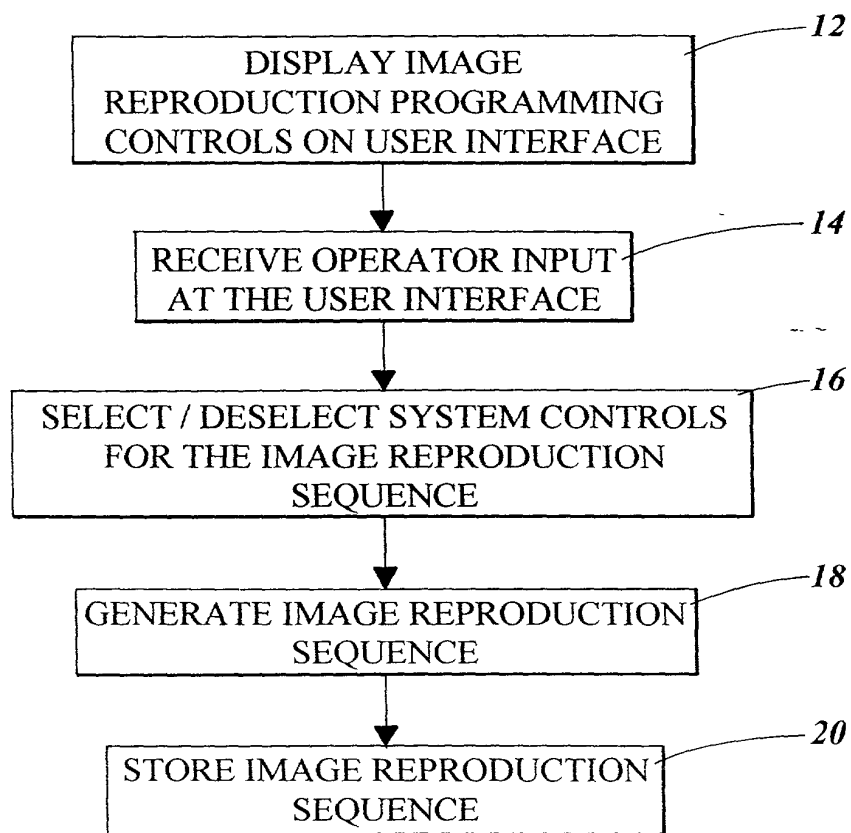 12
DISPLAY IMAGE
REPRODUCTION PROGRAMMING
CONTROLS ON USER INTERFACE
14
RECEIVE OPERATOR INPUT
AT THE USER INTERFACE
16
SELECT / DESELECT SYSTEM CONTROLS
FOR THE IMAGE REPRODUCTION
SEQUENCE
18
GENERATE IMAGE REPRODUCTION
SEQUENCE
20
STORE IMAGE REPRODUCTION
SEQUENCE